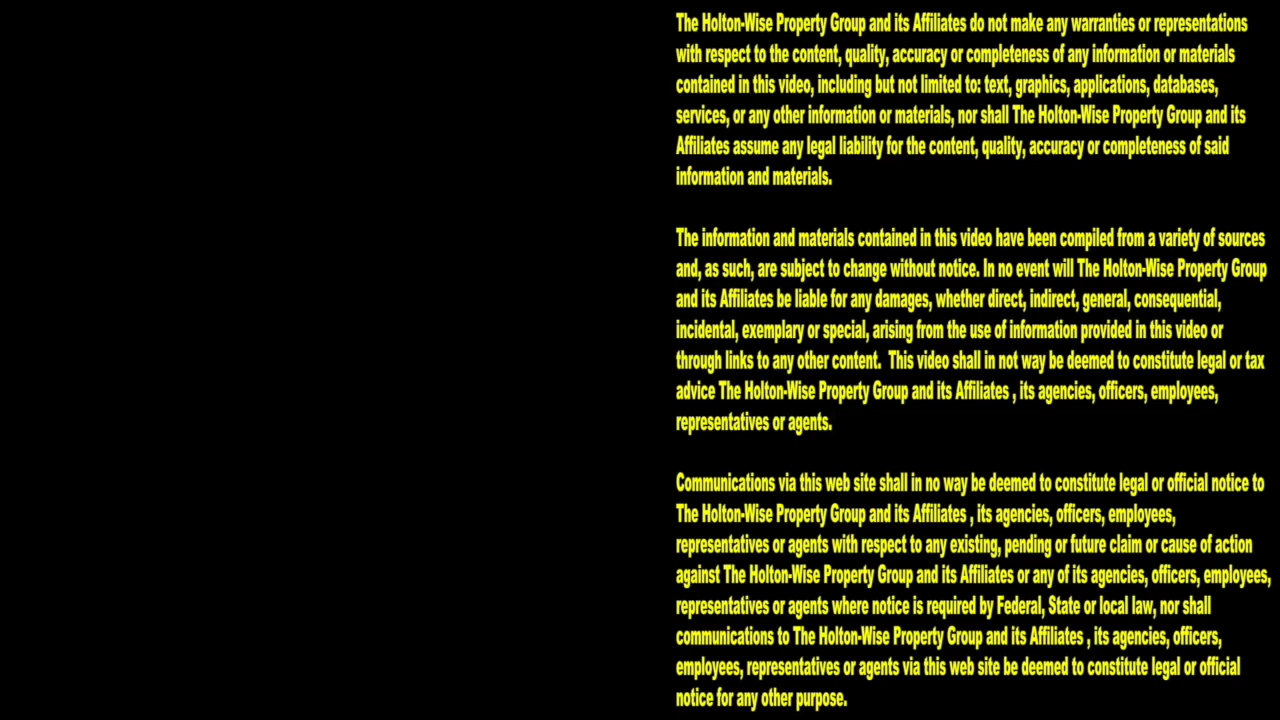 The Holton-Wise Property Group and its Affiliates do not make any warranties or representations
with respect to the content, quality, accuracy or completeness of any information or materials
contained in this video, including but not limited to: text, graphics, applications, databases,
services, or any other information or materials, nor shall The Holton-Wise Property Group and its
Affiliates assume any legal liability for the content, quality, accuracy or completeness of said
information and materials.
The information and materials contained in this video have been compiled from a variety of sources
and, as such, are subject to change without notice. In no event will The Holton-Wise Property Group
and its Affiliates be liable for any damages, whether direct, indirect, general, consequential,
incidental, exemplary or special, arising from the use of information provided in this video or
through links to any other content.  This video shall in not way be deemed to constitute legal or tax
advice The Holton-Wise Property Group and its Affiliates , its agencies, officers, employees,
representatives or agents.
Communications via this web site shall in no way be deemed to constitute legal or official notice to
The Holton-Wise Property Group and its Affiliates , its agencies, officers, employees,
representatives or agents with respect to any existing, pending or future claim or cause of action
against The Holton-Wise Property Group and its Affiliates or any of its agencies, officers, employees,
representatives or agents where notice is required by Federal, State or local law, nor shall
communications to The Holton-Wise Property Group and its Affiliates , its agencies, officers,
employees, representatives or agents via this web site be deemed to constitute legal or official
notice for any other purpose.